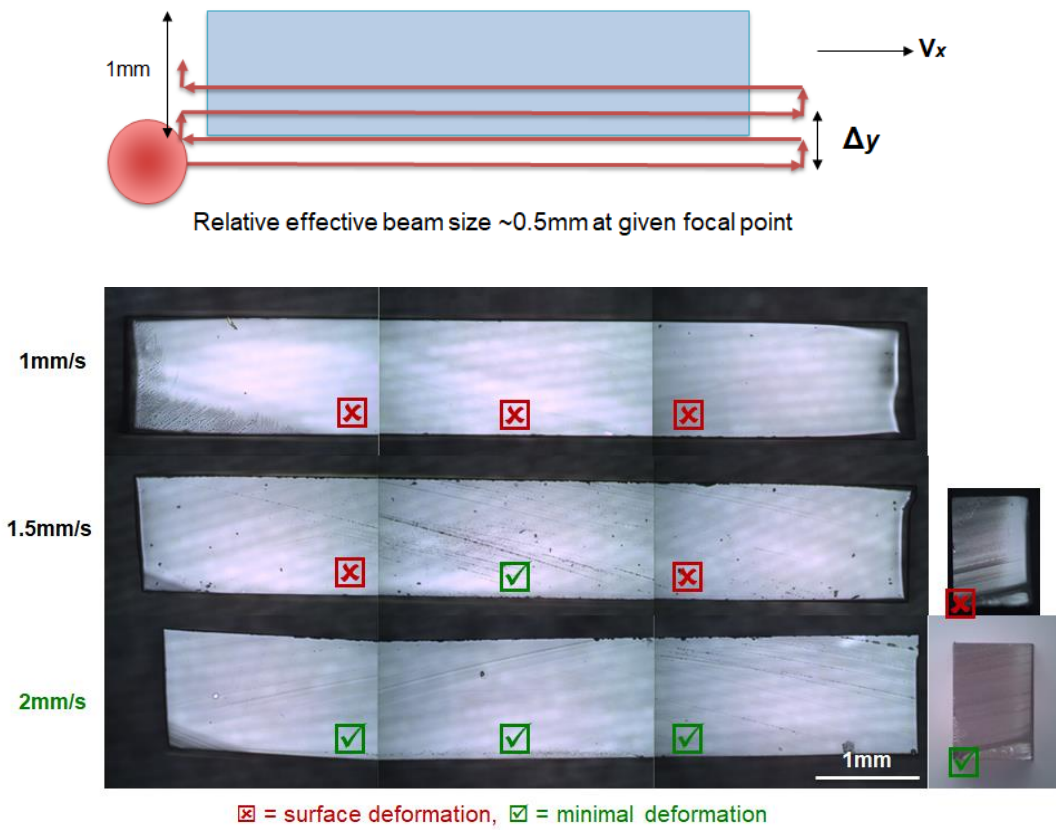 1mm
Vx
Δy
Relative effective beam size ~0.5mm at given focal point
1mm/s
1.5mm/s
2mm/s
1mm
= surface deformation, = minimal deformation